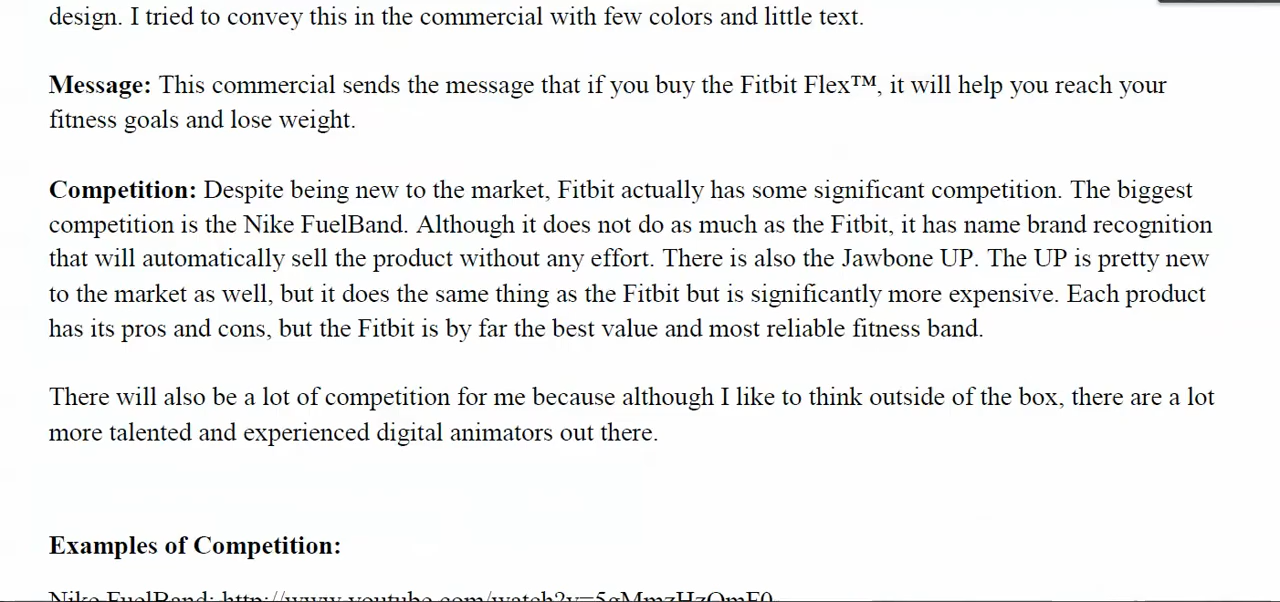 design. I tried to convey this in the commercial with few colors and little text.
Message: This commercial sends the message that if you buy the Fitbit Flex™, it will help you reach your
fitness goals and lose weight.
Competition: Despite being new to the market, Fitbit actually has some significant competition. The biggest
competition is the Nike FuelBand. Although it does not do as much as the Fitbit, it has name brand recognition
that will automatically sell the product without any effort. There is also the Jawbone UP. The UP is pretty new
to the market as well, but it does the same thing as the Fitbit but is significantly more expensive. Each product
has its pros and cons, but the Fitbit is by far the best value and most reliable fitness band.
There will also be a lot of competition for me because although I like to think outside of the box, there are a lot
more talented and experienced digital animators out there.
Examples of Competition:
Nike FuelBand: